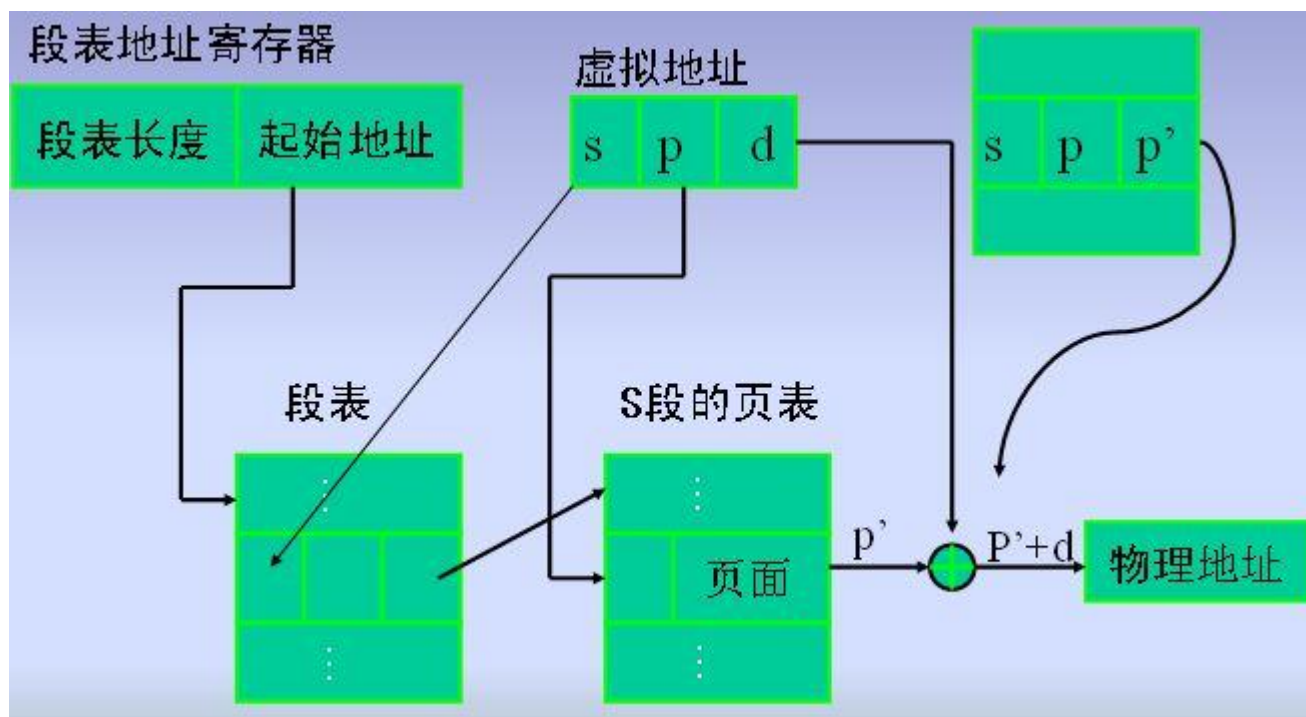 段表地址寄存器
虚拟地址
段表长度 起始地址
s p d
s p p’
段表
S段的页表
⋮
⋮
页面
p’
P’+d
物理地址
⋮
⋮